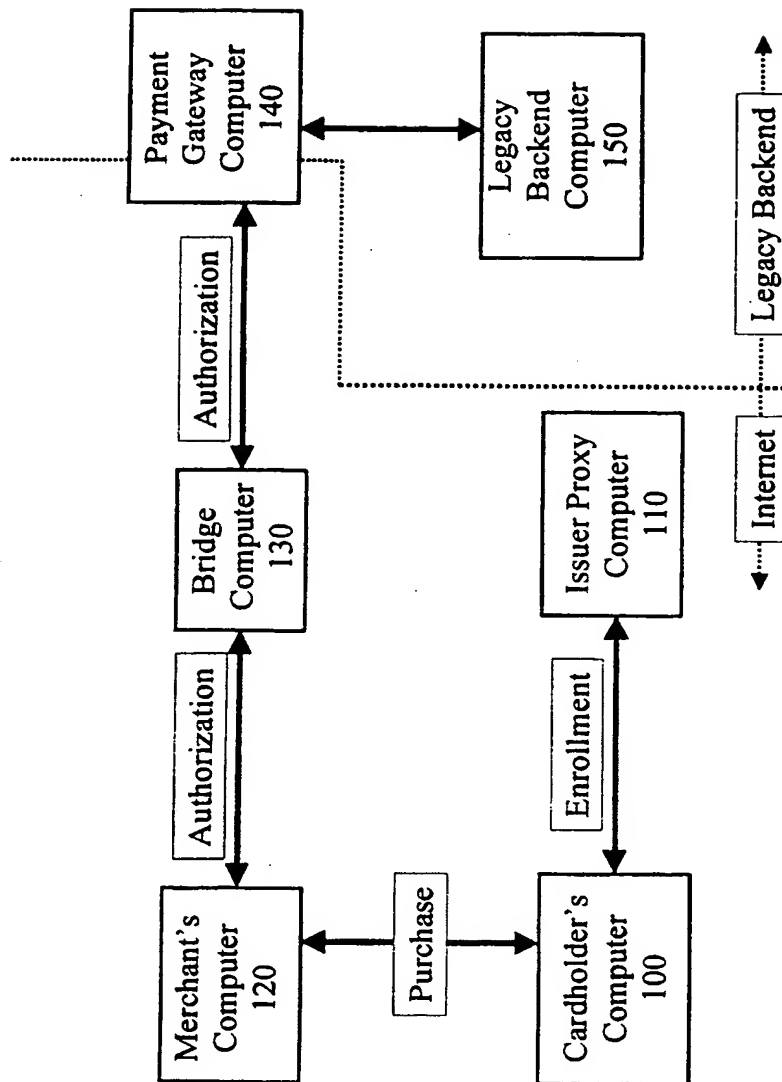 Merchant's
Computer
120
Authorization
Bridge
Computer
130
Authorization
Payment
Gateway
Computer
140
Purchase
Cardholder's
Computer
100
Enrollment
Issuer Proxy
Computer
110
Legacy
Backend
Computer
150
Internet
Legacy Backend